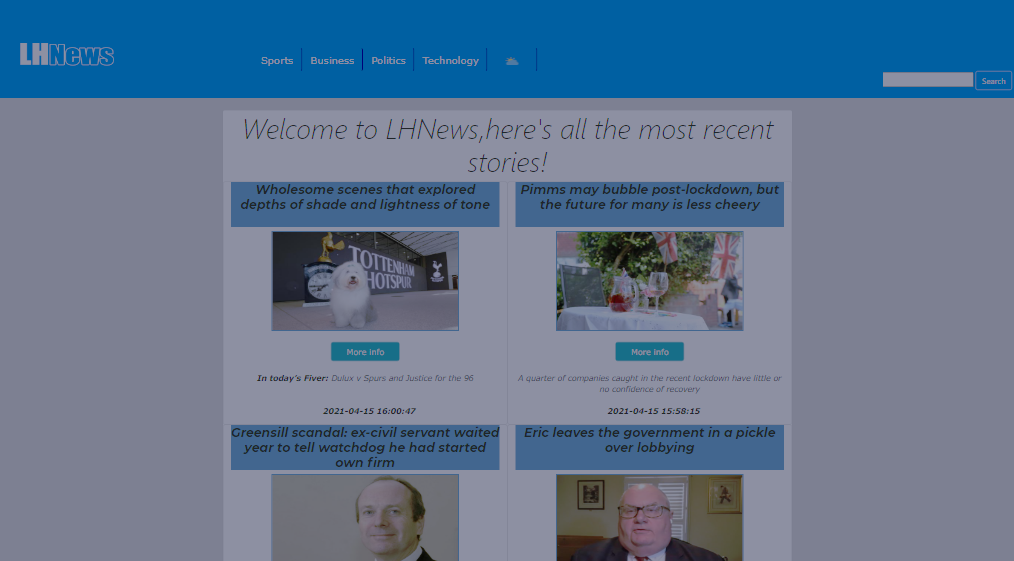 LHNews
Sports
Business
Politics
Technology
Search
Welcome to LHNews,here's all the most recent
stories!
Wholesome scenes that explored
depths of shade and lightness of tone
TOTTENHAM
HOTSPUR
More Info
In today's Fiver: Dulux v Spurs and Justice for the 96
2021-04-15 16:00:47
Pimms may bubble post-lockdown, but
the future for many is less cheery
More Info
A quarter of companies caught in the recent lockdown have little or
no confidence of recovery
2021-04-15 15:58:15
Greensill scandal: ex-civil servant waited
year to tell watchdog he had started
own firm
Eric leaves the government in a pickle
over lobbying